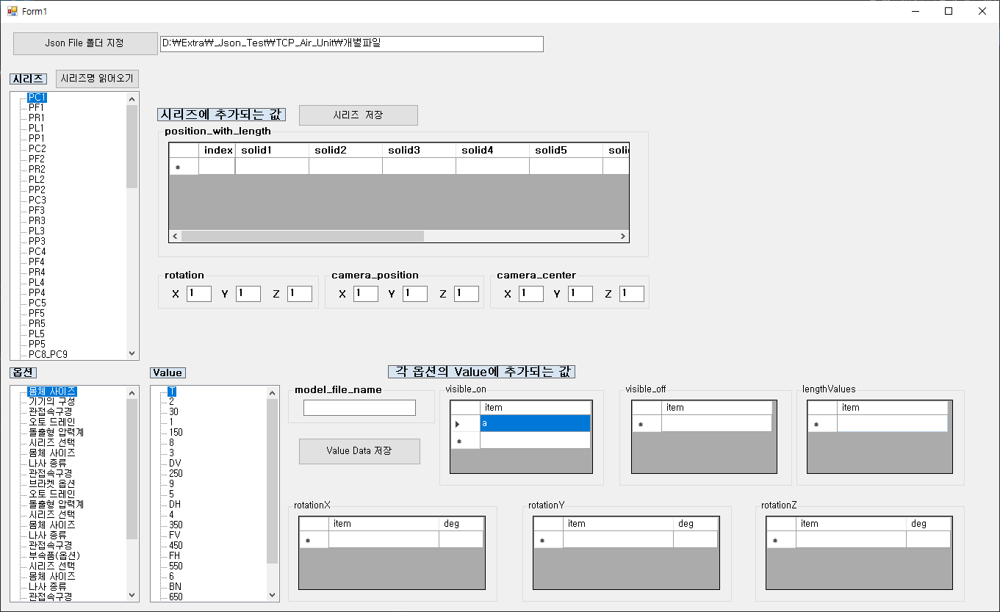 Form1
Json File 폴더 지정
D:₩Extra₩_Json_Test₩TCP_Air_Unit₩개별파일
시리즈
시리즈명 읽어오기
PC1
PF1
PR1
PL1
PP1
PC2
PF2
PR2
PL2
PP2
PC3
PF3
PR3
PL3
PP3
PC4
PF4
PR4
PL4
PP4
PC5
PF5
PR5
PL5
PP5
PC8_PC9
시리즈에 추가되는 값
시리즈 저장
position_with_length
index solid1 solid2 solid3 solid4 solid5 soli
rotation
X 1 Y 1 Z 1
camera_position
X 1 Y 1 Z 1
camera_center
X 1 Y 1 Z 1
옵션
몸체 사이즈
기기의 구성
관접속구경
오토 드레인
돌출형 압력계
시리즈 선택
몸체 사이즈
나사 종류
관접속구경
브라켓 옵션
오토 드레인
돌출형 압력계
시리즈 선택
몸체 사이즈
나사 종류
관접속구경
부속품(옵션)
시리즈 선택
몸체 사이즈
나사 종류
관접속구경
Value
T
2
30
1
150
8
3
DV
250
9
5
DH
4
350
FV
450
FH
550
6
BN
650
각 옵션의 Value에 추가되는 값
model_file_name
Value Data 저장
visible_on
item
a
visible_off
item
lengthValues
item
rotationX
item deg
rotationY
item deg
rotationZ
item deg